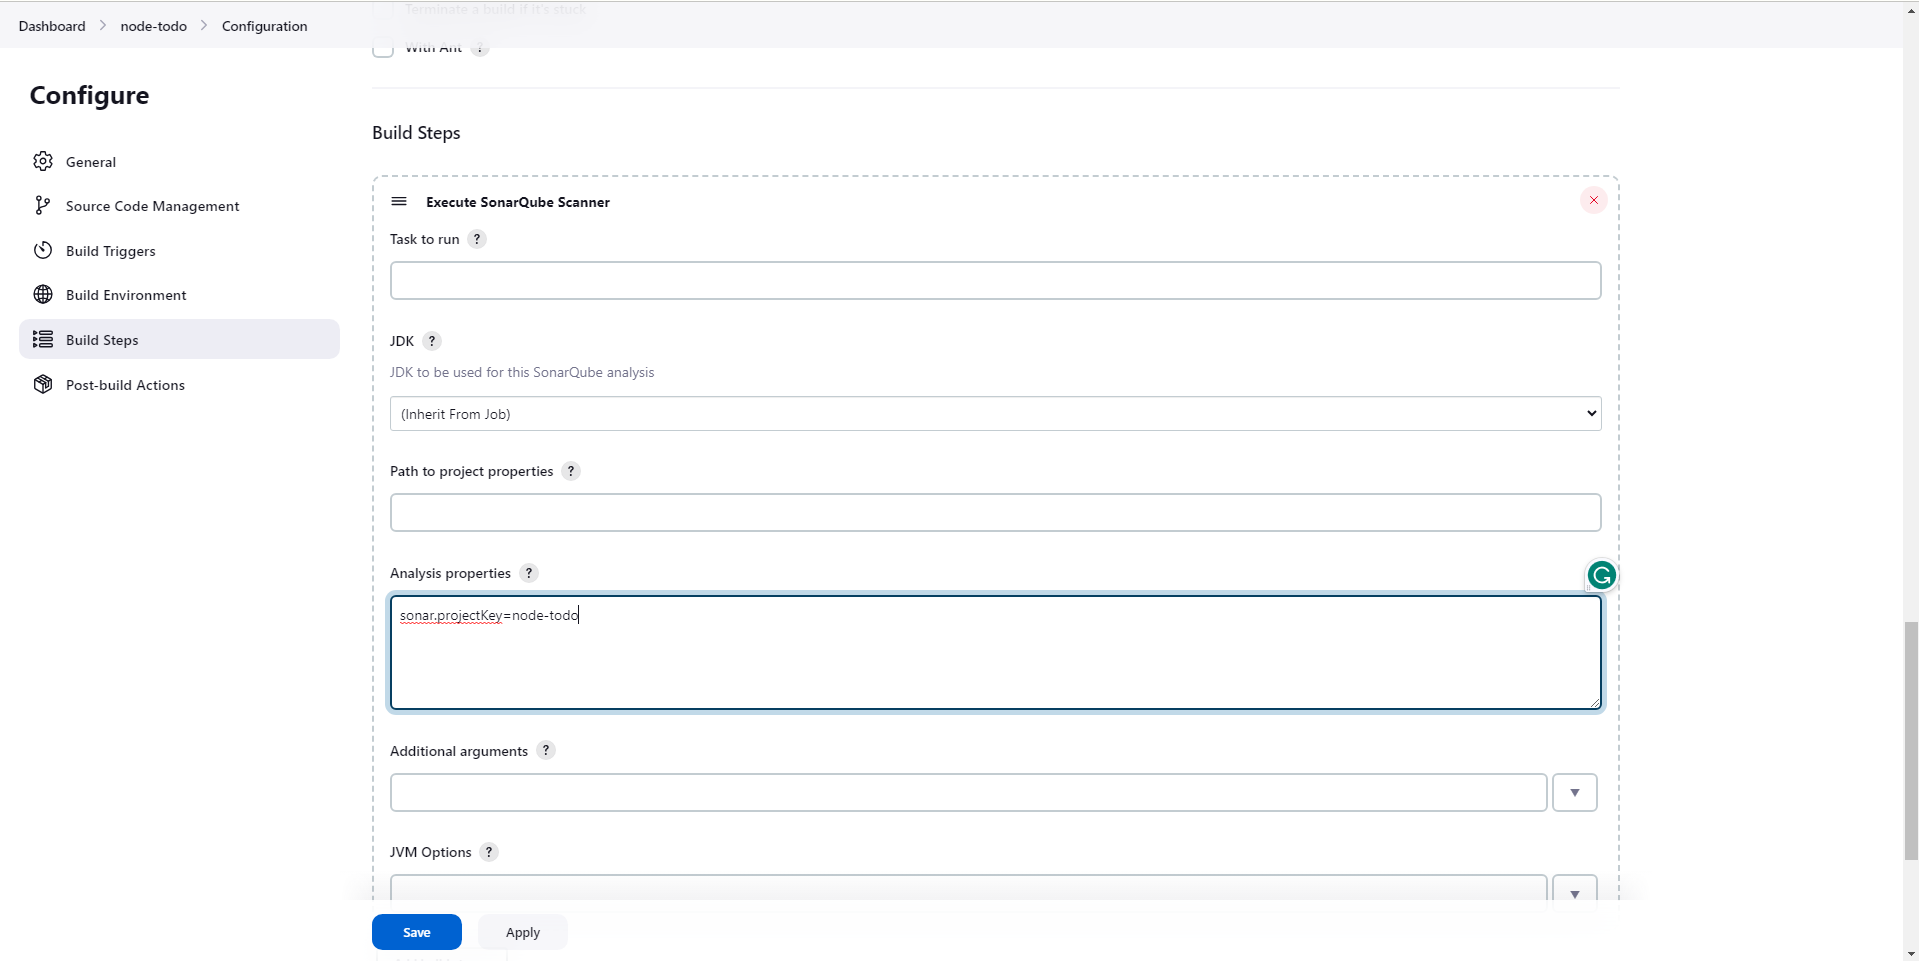 Terminate a build if it's stuck
Dashboard > node-todo > Configuration
With Ant ?
Configure
General
Source Code Management
Build Triggers
Build Environment
Build Steps
Post-build Actions
Build Steps
Execute SonarQube Scanner
Task to run ?
JDK ?
JDK to be used for this SonarQube analysis
(Inherit From Job)
Path to project properties ?
Analysis properties ?
sonar.projectKey=node-todo
Additional arguments ?
JVM Options ?
Save
Apply